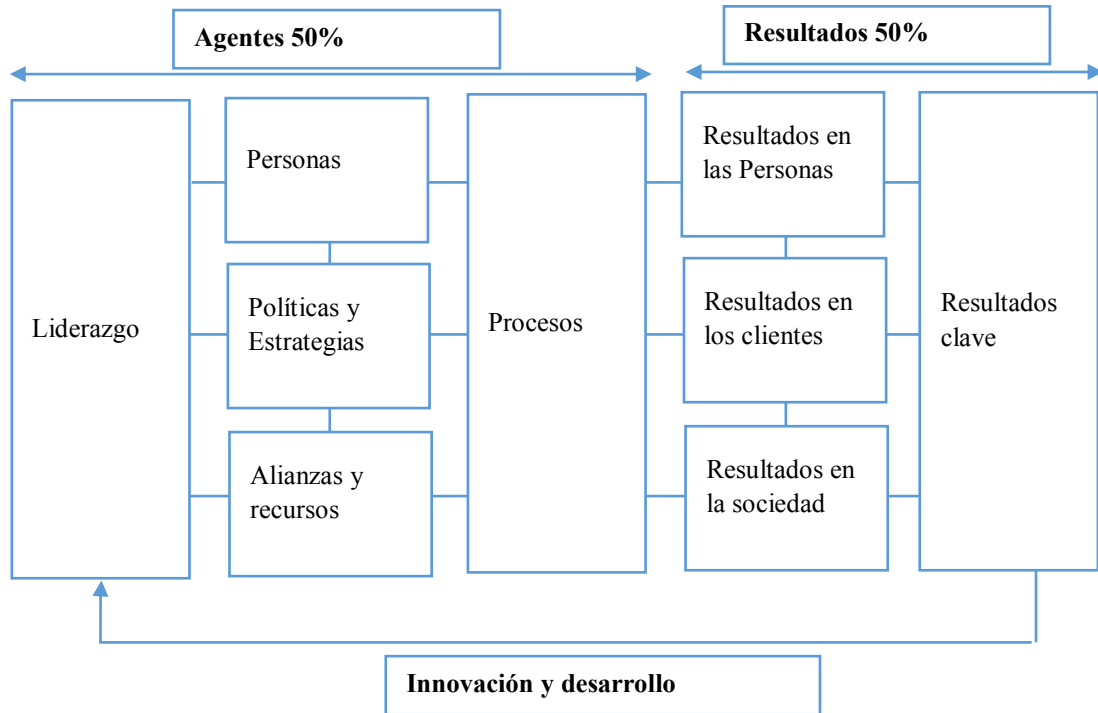 Agentes 50%
Resultados 50%
Liderazgo
Personas
Políticas y
Estrategias
Alianzas y
recursos
Procesos
Resultados en
las Personas
Resultados en
los clientes
Resultados en
la sociedad
Resultados
clave
Innovación y desarrollo